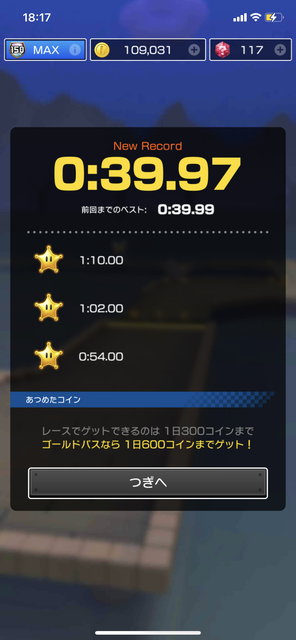 18:17
150 MAX i
109,031 +
117 +
New Record
0:39.97
前回までのベスト: 0:39.99
1:10.00
1:02.00
0:54.00
あつめたコイン
レースでゲットできるのは 1日300コインまで
ゴールドパスなら 1日600コインまでゲット!
つぎへ